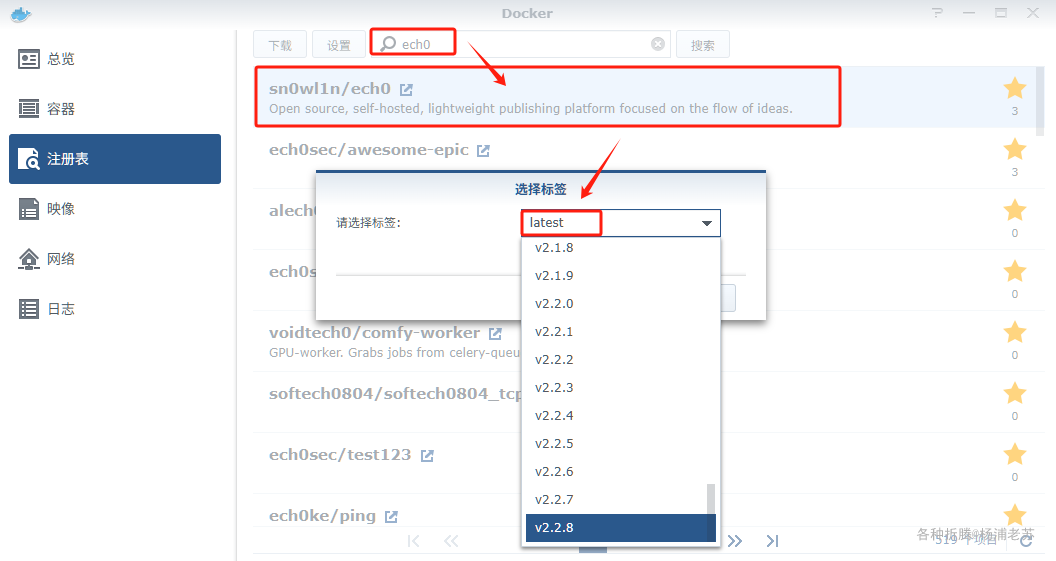 Docker
总览
容器
注册表
映像
网络
日志
下载
设置
ech0
搜索
sn0wl1n/ech0
Open source, self-hosted, lightweight publishing platform focused on the flow of ideas.
3
ech0sec/awesome-epic
3
alech
0
ech0s
0
voidtech0/comfy-worker
GPU-worker. Grabs jobs from celery-queu
0
softech0804/softech0804_tcp
0
ech0sec/test123
0
ech0ke/ping
选择标签
请选择标签:
latest
v2.1.8
v2.1.9
v2.2.0
v2.2.1
v2.2.2
v2.2.3
v2.2.4
v2.2.5
v2.2.6
v2.2.7
v2.2.8
519 个项目
各种折腾@杨浦老苏